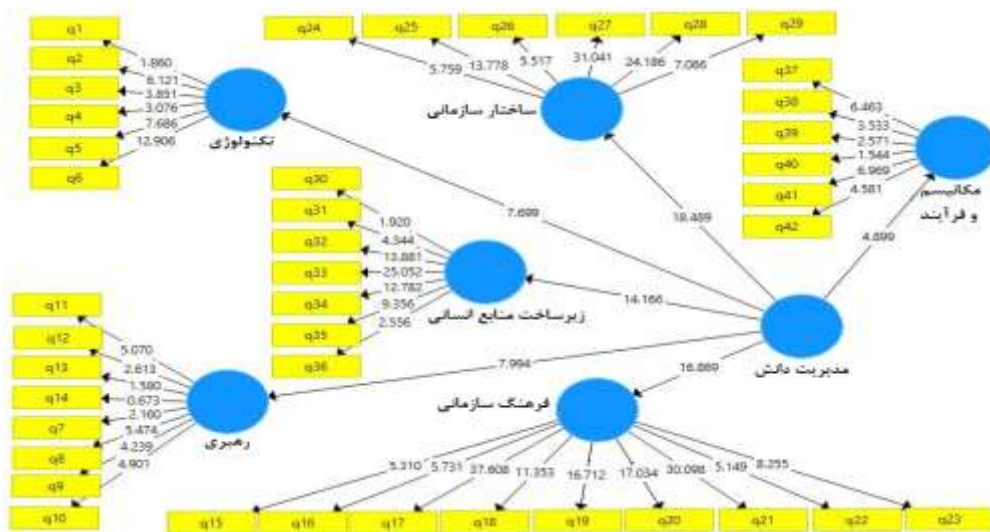 q1
q2
q3
q4
q5
q6
1.860
6.121
3.851
3.076
7.686
12.906
تکنولوژی
q24
q25
q26
q27
q28
q29
5.759
13.778
5.517
31.041
24.186
7.066
ساختار سازمانی
q37
q38
q39
q40
q41
q42
6.463
3.533
2.571
1.544
6.969
4.581
مکانیسم
و فرآیند
q30
q31
q32
q33
q34
q35
q36
1.920
4.344
13.881
25.052
12.782
9.356
2.556
زیرساخت منابع انسانی
7.699
18.489
4.899
14.166
7.994
16.869
مدیریت دانش
q11
q12
q13
q14
q7
q8
q9
q10
5.070
2.613
1.580
0.673
2.160
5.474
4.239
4.901
رهبری
فرهنگ سازمانی
5.310
5.731
37.608
11.353
16.712
17.034
30.098
5.149
8.255
q15
q16
q17
q18
q19
q20
q21
q22
q23